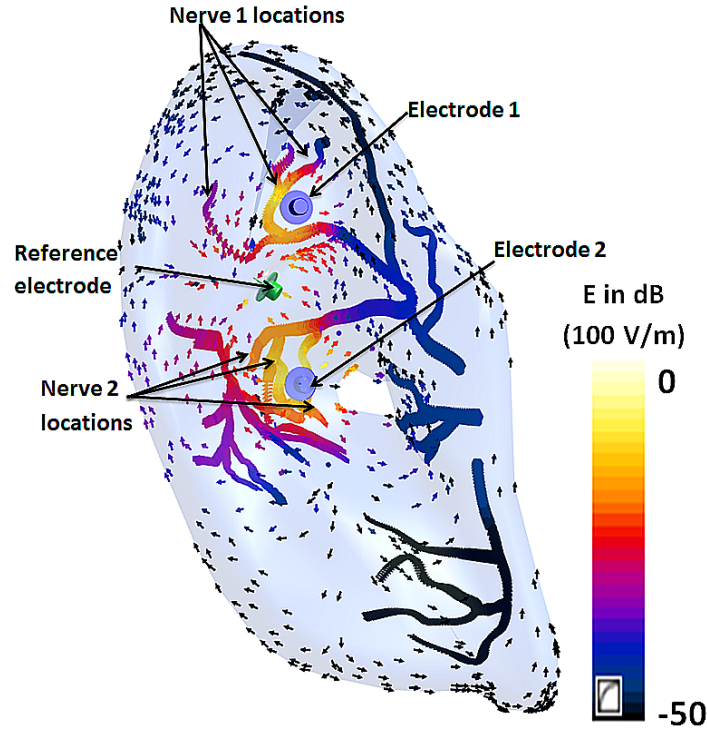 Nerve 1 locations
Electrode 1
Reference
electrode
Electrode 2
E in dB
(100 V/m)
0
Nerve 2
locations
-50